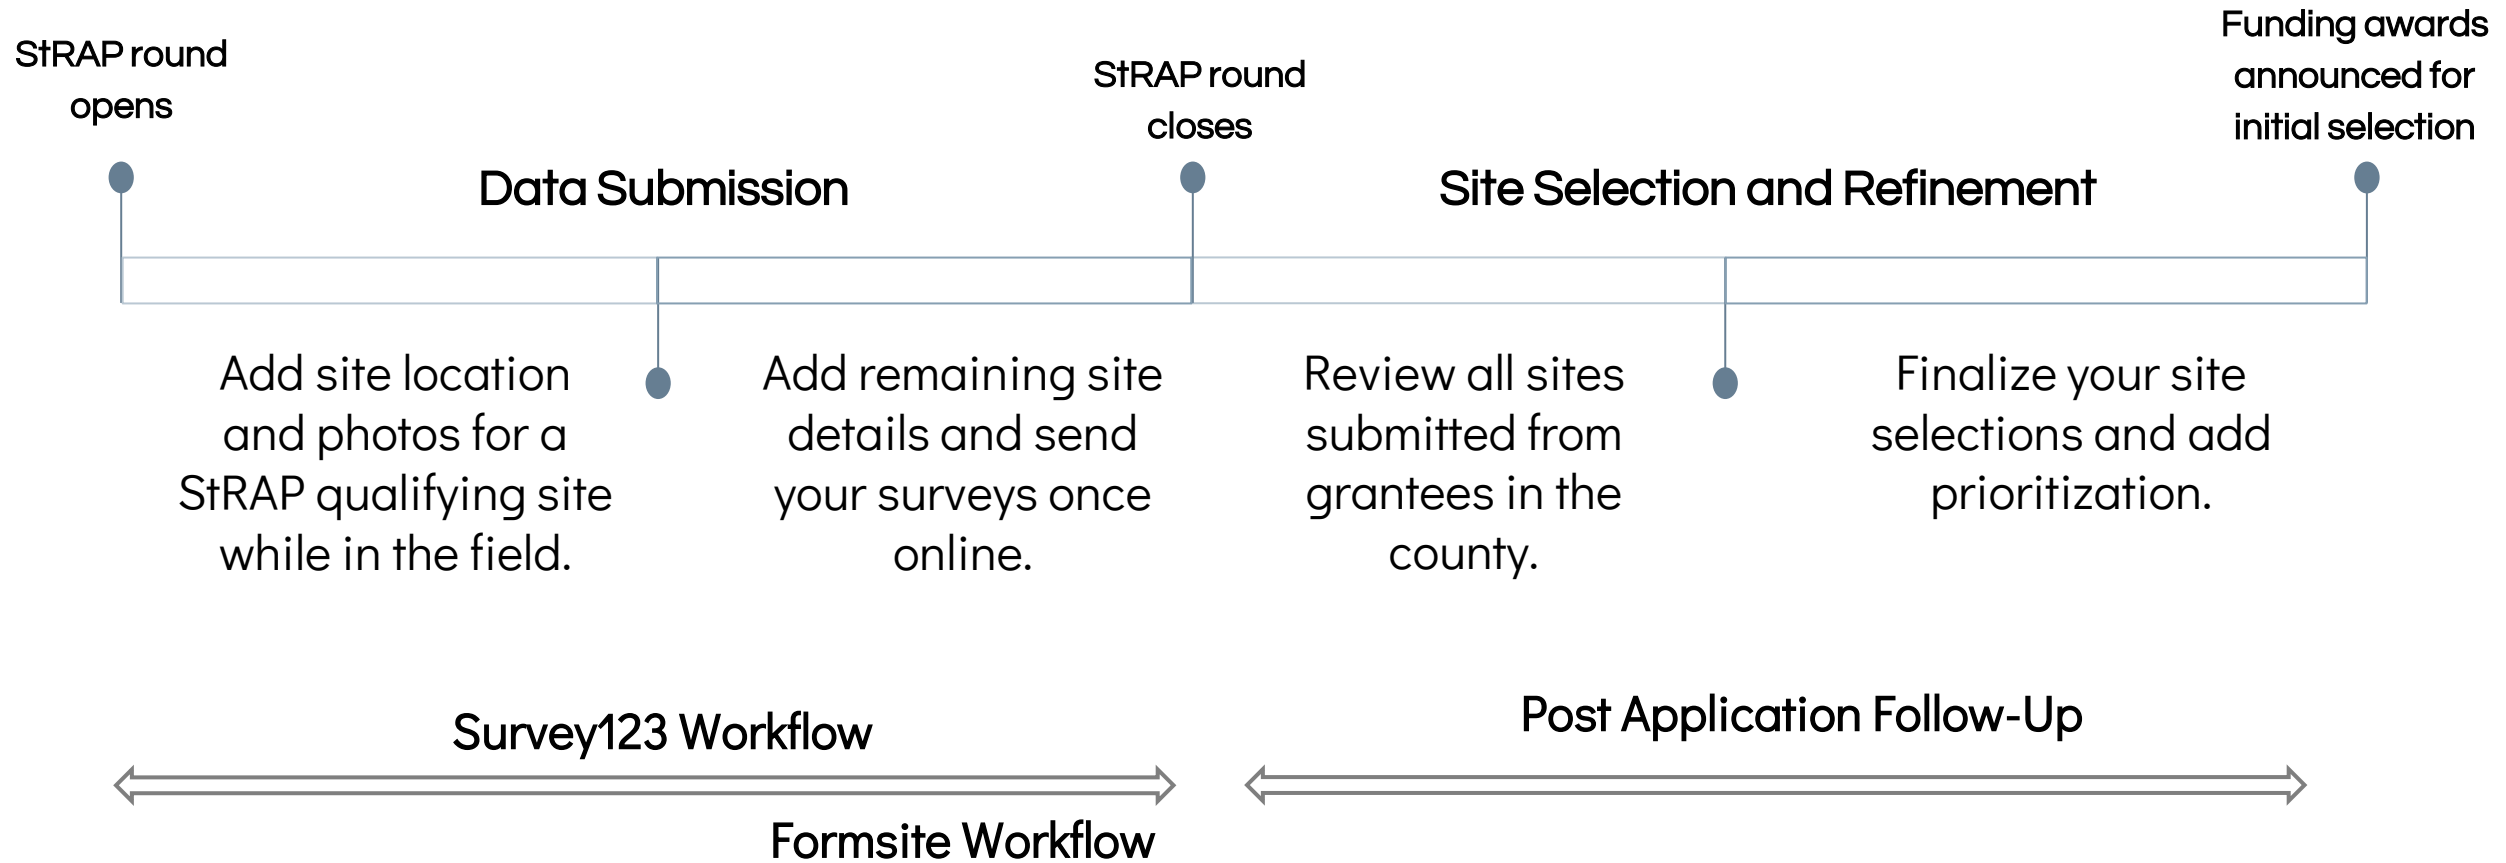 StRAP round
opens
StRAP round
closes
Funding awards
announced for
initial selection
Data Submission
Site Selection and Refinement
Add site location
and photos for a
StRAP qualifying site
while in the field.
Add remaining site
details and send
your surveys once
online.
Review all sites
submitted from
grantees in the
county.
Finalize your site
selections and add
prioritization.
Survey123 Workflow
Post Application Follow-Up
Formsite Workflow